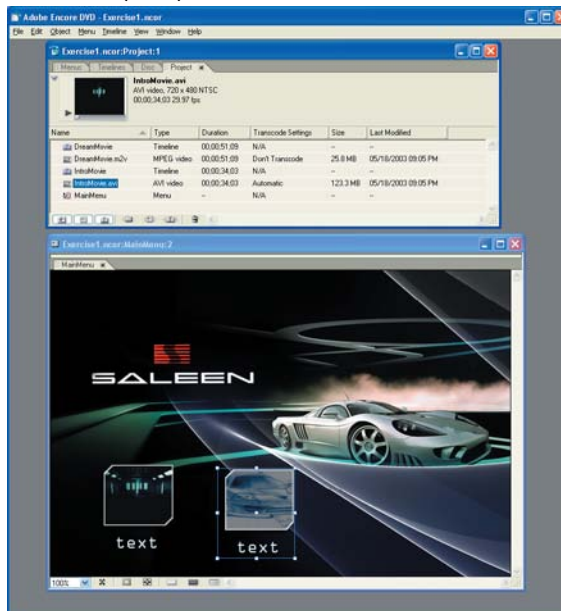 Adobe Encore DVD - Exercise1.ncor
File Edit Object Menu Timeline View Window Help
Exercise1.ncor:Project:1
Menus Timelines Disc Project
IntroMovie.avi
AVI video, 720 x 480 NTSC
00;00;34;03 29.97 fps
Name Type Duration Transcode Settings Size Last Modified
DreamMovie Timeline 00;00;51;09 N/A – –
DreamMovie.m2v MPEG video 00;00;51;09 Don't Transcode 25.8 MB 05/18/2003 09:05 PM
IntroMovie Timeline 00;00;34;03 N/A – –
IntroMovie.avi AVI video 00;00;34;03 Automatic 123.3 MB 05/18/2003 09:05 PM
MainMenu Menu – N/A – –
Exercise1.ncor:MainMenu:2
MainMenu
SALEEN
text text
100%